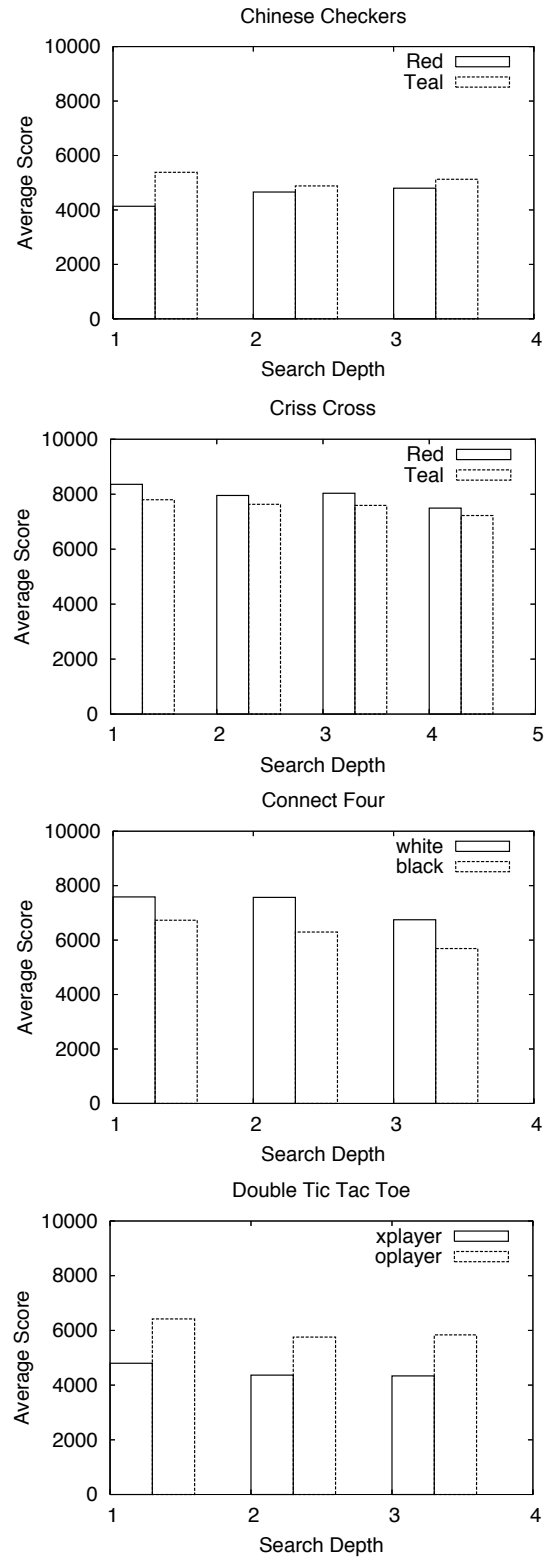 Chinese Checkers
10000
8000
6000
4000
2000
0
Average Score
Red
Teal
1 2 3 4
Search Depth
Criss Cross
10000
8000
6000
4000
2000
0
Average Score
Red
Teal
1 2 3 4 5
Search Depth
Connect Four
10000
8000
6000
4000
2000
0
Average Score
white
black
1 2 3 4
Search Depth
Double Tic Tac Toe
10000
8000
6000
4000
2000
0
Average Score
xplayer
oplayer
1 2 3 4
Search Depth